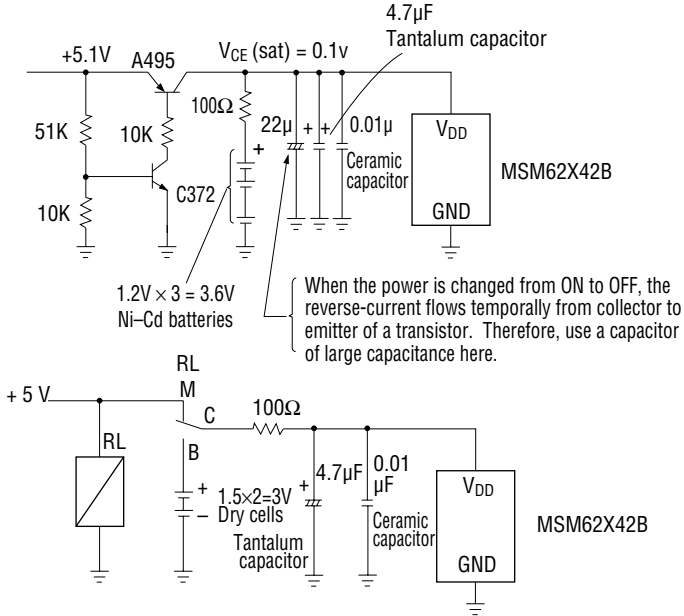 4.7µF
Tantalum capacitor
+5.1V
A495
VCE (sat) = 0.1v
100Ω
51K
10K
22µ
+
+
0.01µ
VDD
+
Ceramic
capacitor
MSM62X42B
C372
10K
GND
1.2V × 3 = 3.6V
Ni–Cd batteries
When the power is changed from ON to OFF, the
reverse-current flows temporally from collector to
emitter of a transistor. Therefore, use a capacitor
of large capacitance here.
RL
M
+ 5 V
C
100Ω
RL
B
+
1.5×2=3V
–
Dry cells
+
4.7µF
0.01
µF
VDD
Tantalum
capacitor
Ceramic
capacitor
MSM62X42B
GND